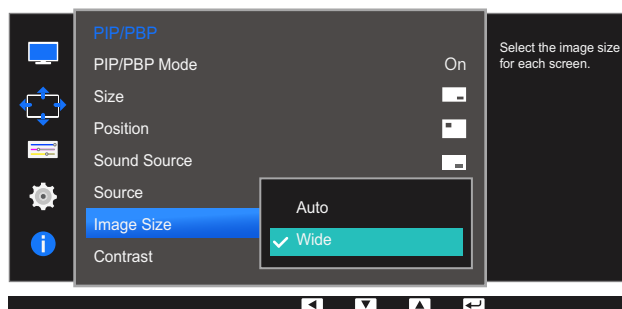 PIP/PBP
PIP/PBP Mode On
Size
Position
Sound Source
Source
Image Size
Contrast
Auto
Wide
Select the image size
for each screen.